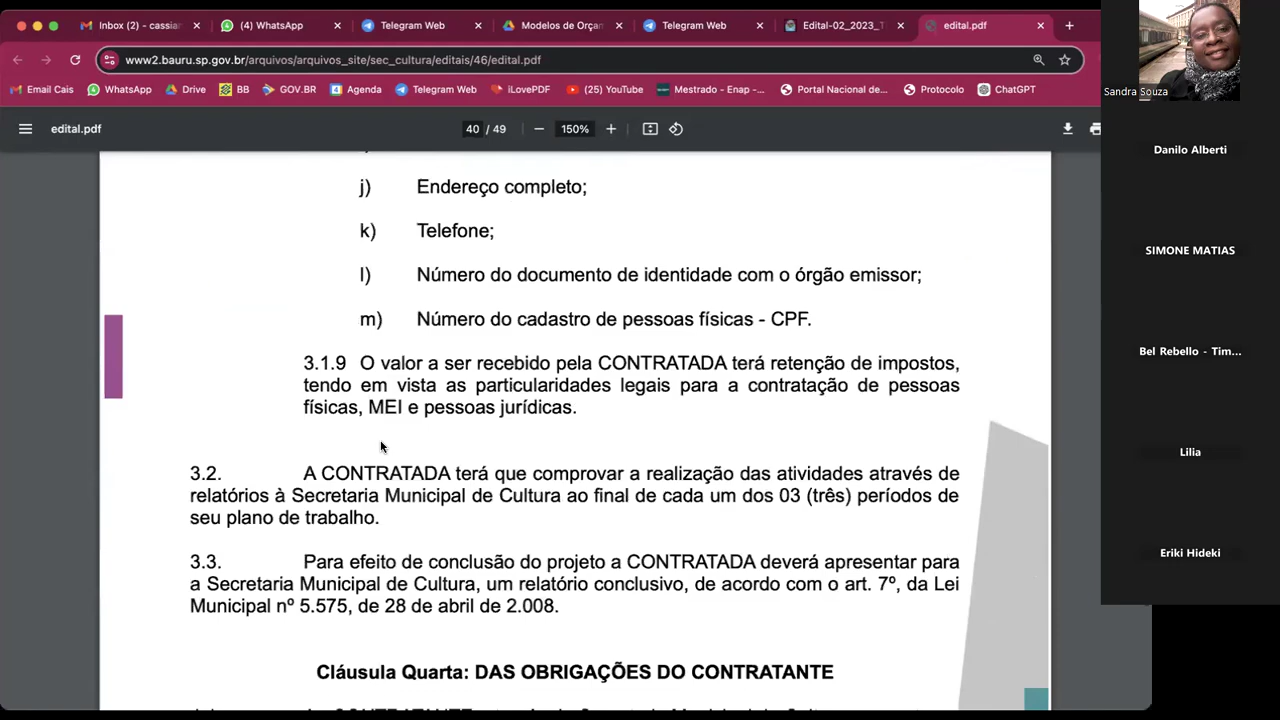 Inbox (2) - cassian
(4) WhatsApp
Telegram Web
Modelos de Orçam
Telegram Web
Edital-02_2023_T
edital.pdf
www2.bauru.sp.gov.br/arquivos/arquivos_site/sec_cultura/editais/46/edital.pdf
Email Cais
WhatsApp
Drive
BB
GOV.BR
Agenda
Telegram Web
iLovePDF
(25) YouTube
Mestrado – Enap -...
Portal Nacional de...
Protocolo
ChatGPT
edital.pdf
40 / 49
150%
j) Endereço completo;
k) Telefone;
l) Número do documento de identidade com o órgão emissor;
m) Número do cadastro de pessoas físicas - CPF.
3.1.9 O valor a ser recebido pela CONTRATADA terá retenção de impostos,
tendo em vista as particularidades legais para a contratação de pessoas
físicas, MEI e pessoas jurídicas.
3.2. A CONTRATADA terá que comprovar a realização das atividades através de
relatórios à Secretaria Municipal de Cultura ao final de cada um dos 03 (três) períodos de
seu plano de trabalho.
3.3. Para efeito de conclusão do projeto a CONTRATADA deverá apresentar para
a Secretaria Municipal de Cultura, um relatório conclusivo, de acordo com o art. 7º, da Lei
Municipal nº 5.575, de 28 de abril de 2.008.
Cláusula Quarta: DAS OBRIGAÇÕES DO CONTRATANTE
Sandra Souza
Danilo Alberti
SIMONE MATIAS
Bel Rebello - Tim...
Lilia
Eriki Hideki